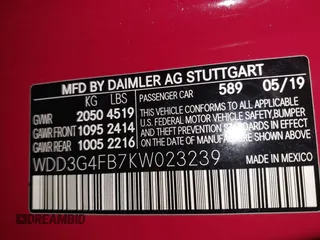 MFD BY DAIMLER AG STUTTGART
KG LBS
PASSENGER CAR 589 05/19
GVWR 2050 4519
GAWR FRONT 1095 2414
GAWR REAR 1005 2216
THIS VEHICLE CONFORMS TO ALL APPLICABLE
U.S. FEDERAL MOTOR VEHICLE SAFETY, BUMPER,
AND THEFT PREVENTION STANDARDS IN EFFECT
ON THE DATE OF MANUFACTURE SHOWN ABOVE.
WDD3G4FB7KW023239
MADE IN MEXICO
DREAMBID